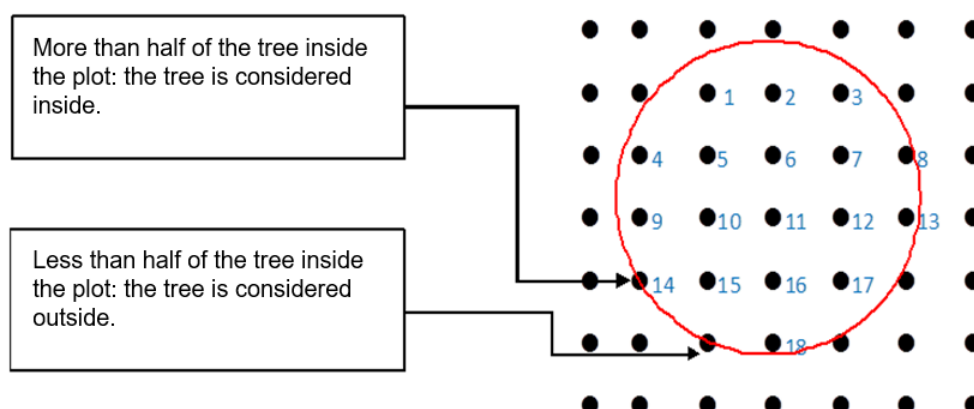 More than half of the tree inside
the plot: the tree is considered
inside.
Less than half of the tree inside
the plot: the tree is considered
outside.
1 2 3
4 5 6 7 8
9 10 11 12 13
14 15 16 17
18